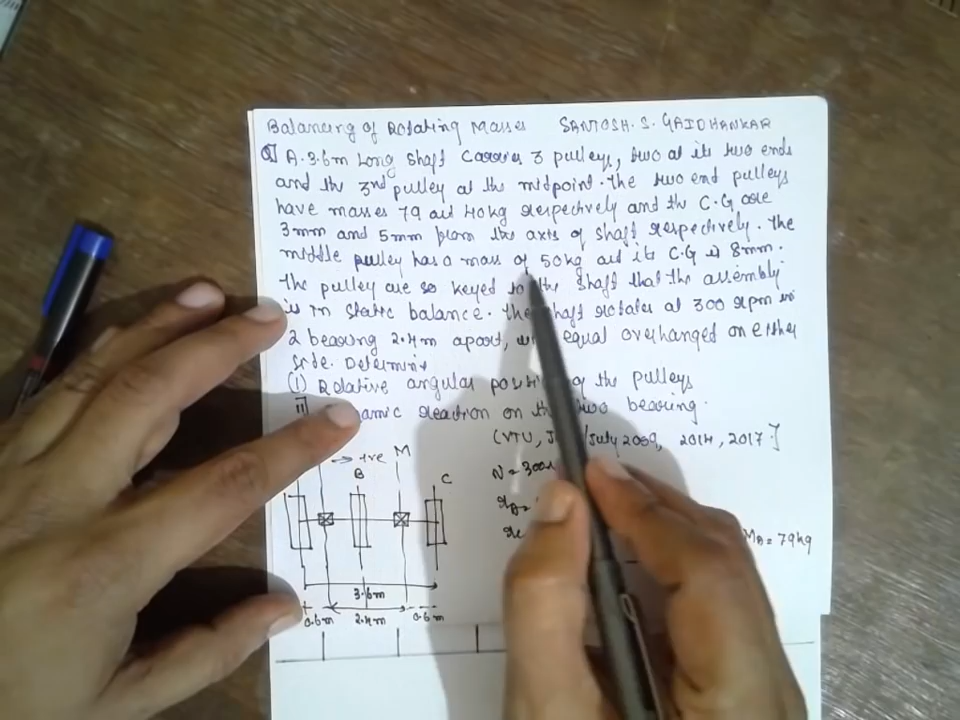 Balancing of Rotating Masses SANTOSH. S. GAIDHANKAR
Q] A. 3.6m Long shaft carries 3 pulleys, two at its two ends
and the 3rd pulley at the midpoint. The two end pulleys
have masses 79 and 40kg respectively and the C.G are
3mm and 5mm from the axis of shaft respectively. The
middle pulley has a mass of 50kg and its C.G is 8mm.
The pulley are so keyed to the shaft that the assembly
is in static balance. The shaft rotates at 300 rpm in
2 bearing 2.4m apart, equal overhanged on either
side. Determine
(i) Relative angular of the pulleys
reaction on the two bearing.
(VTU, /July 2009, 2014, 2017]
→ +ve M
B C
N = 300
MA = 79kg
3.6m
0.6m 2.4m 0.6m